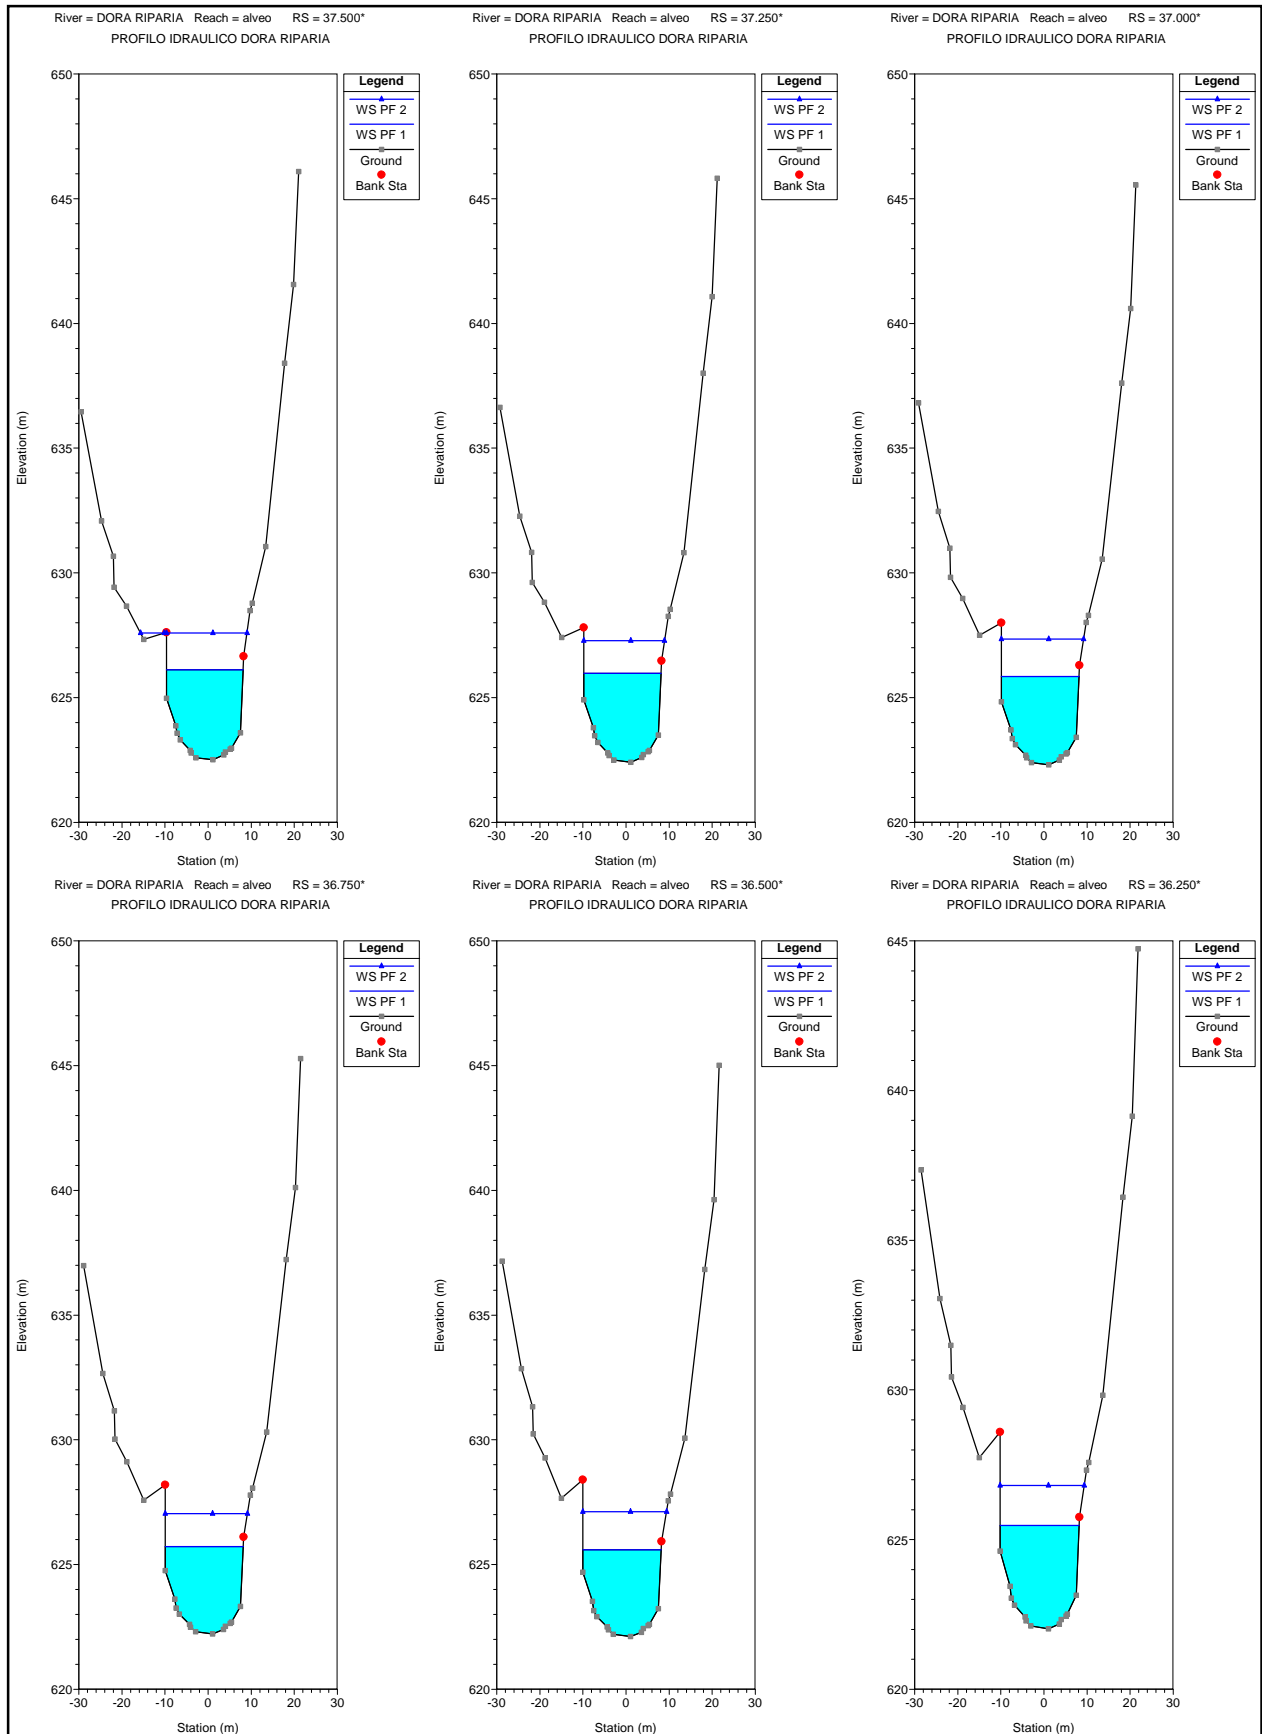 River = DORA RIPARIA Reach = alveo RS = 37.500*
PROFILO IDRAULICO DORA RIPARIA
650
645
640
635
630
625
620
Elevation (m)
-30 -20 -10 0 10 20 30
Station (m)
Legend
WS PF 2
WS PF 1
Ground
Bank Sta
River = DORA RIPARIA Reach = alveo RS = 37.250*
PROFILO IDRAULICO DORA RIPARIA
650
645
640
635
630
625
620
Elevation (m)
-30 -20 -10 0 10 20 30
Station (m)
Legend
WS PF 2
WS PF 1
Ground
Bank Sta
River = DORA RIPARIA Reach = alveo RS = 37.000*
PROFILO IDRAULICO DORA RIPARIA
650
645
640
635
630
625
620
Elevation (m)
-30 -20 -10 0 10 20 30
Station (m)
Legend
WS PF 2
WS PF 1
Ground
Bank Sta
River = DORA RIPARIA Reach = alveo RS = 36.750*
PROFILO IDRAULICO DORA RIPARIA
650
645
640
635
630
625
620
Elevation (m)
-30 -20 -10 0 10 20 30
Station (m)
Legend
WS PF 2
WS PF 1
Ground
Bank Sta
River = DORA RIPARIA Reach = alveo RS = 36.500*
PROFILO IDRAULICO DORA RIPARIA
650
645
640
635
630
625
620
Elevation (m)
-30 -20 -10 0 10 20 30
Station (m)
Legend
WS PF 2
WS PF 1
Ground
Bank Sta
River = DORA RIPARIA Reach = alveo RS = 36.250*
PROFILO IDRAULICO DORA RIPARIA
645
640
635
630
625
620
Elevation (m)
-30 -20 -10 0 10 20 30
Station (m)
Legend
WS PF 2
WS PF 1
Ground
Bank Sta